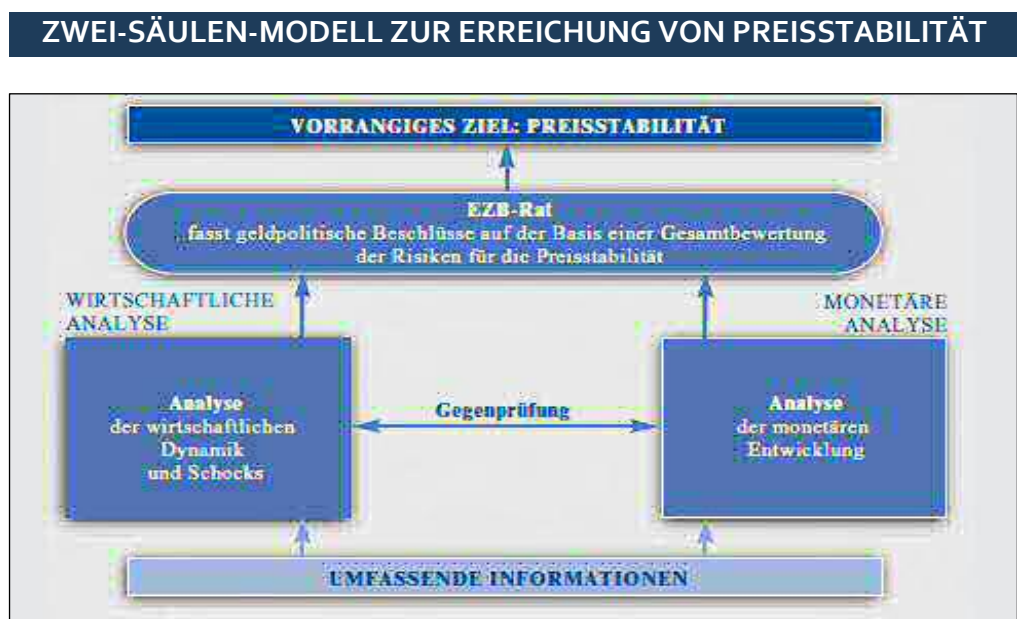 ZWEI-SÄULEN-MODELL ZUR ERREICHUNG VON PREISSTABILITÄT
VORRANGIGES ZIEL: PREISSTABILITÄT
EZB-Rat
fasst geldpolitische Beschlüsse auf der Basis einer Gesamtbewertung
der Risiken für die Preisstabilität
WIRTSCHAFTLICHE
ANALYSE
MONETÄRE
ANALYSE
Analyse
der wirtschaftlichen
Dynamik
und Schocks
Gegenprüfung
Analyse
der monetären
Entwicklung
UMFASSENDE INFORMATIONEN